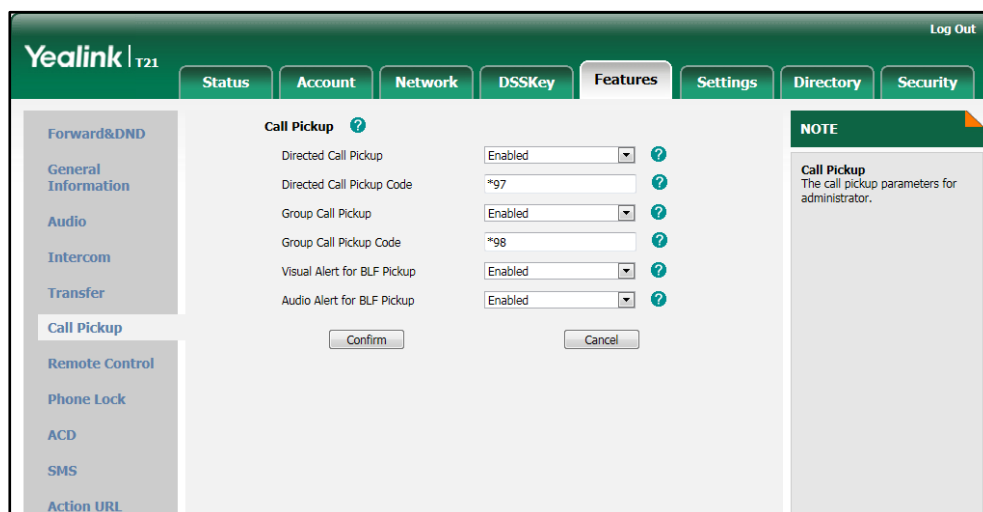 Log Out
Yealink T21
Status Account Network DSSKey Features Settings Directory Security
Forward&DND
General
Information
Audio
Intercom
Transfer
Call Pickup
Remote Control
Phone Lock
ACD
SMS
Action URL
Call Pickup ?
Directed Call Pickup Enabled ?
Directed Call Pickup Code *97 ?
Group Call Pickup Enabled ?
Group Call Pickup Code *98 ?
Visual Alert for BLF Pickup Enabled ?
Audio Alert for BLF Pickup Enabled ?
Confirm Cancel
NOTE
Call Pickup
The call pickup parameters for
administrator.